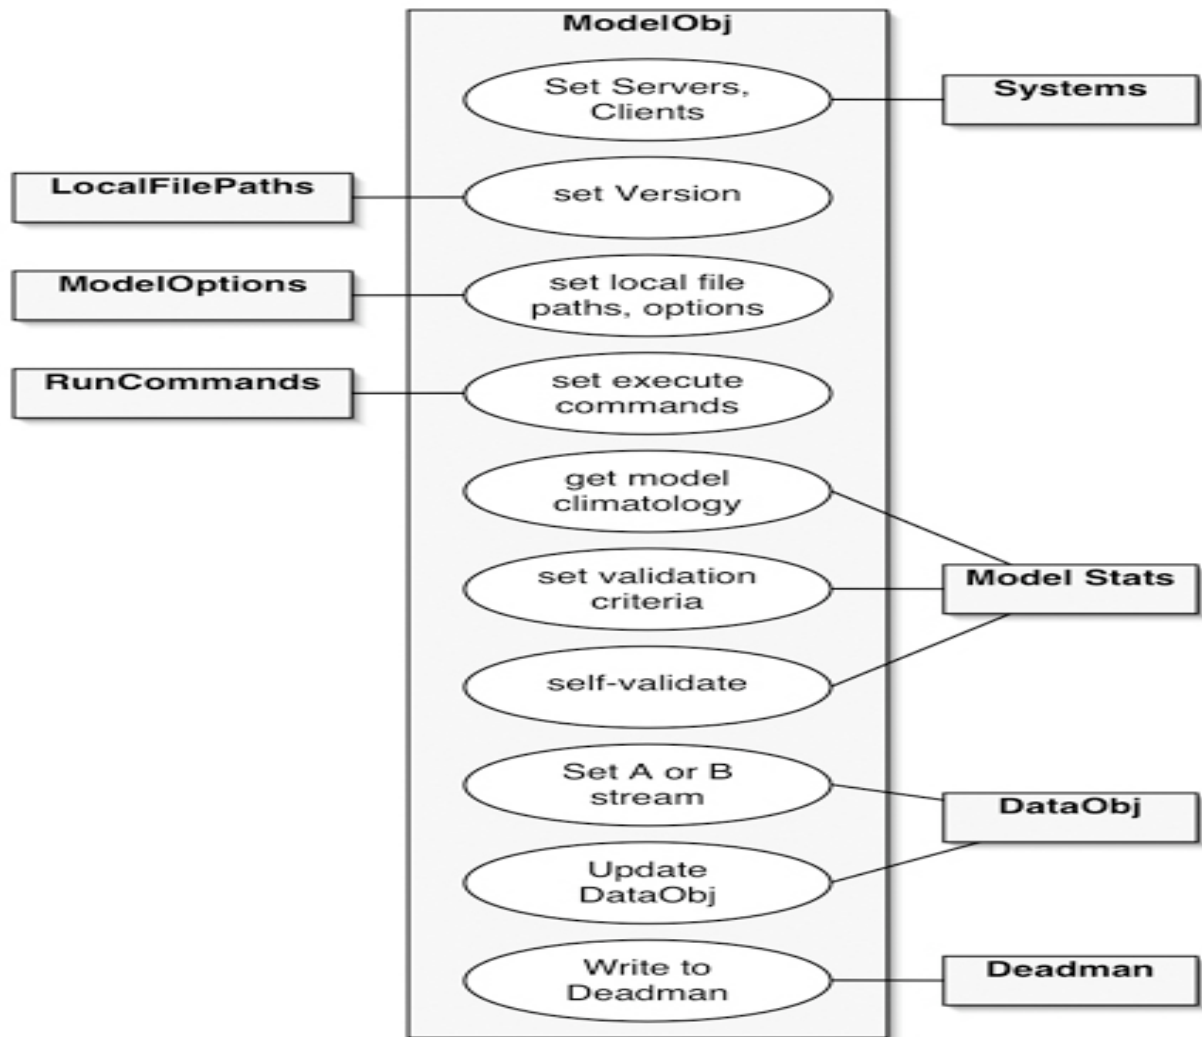 ModelObj
Set Servers,
Clients
Systems
LocalFilePaths
set Version
ModelOptions
set local file
paths, options
RunCommands
set execute
commands
get model
climatology
set validation
criteria
Model Stats
self-validate
Set A or B
stream
DataObj
Update
DataObj
Write to
Deadman
Deadman